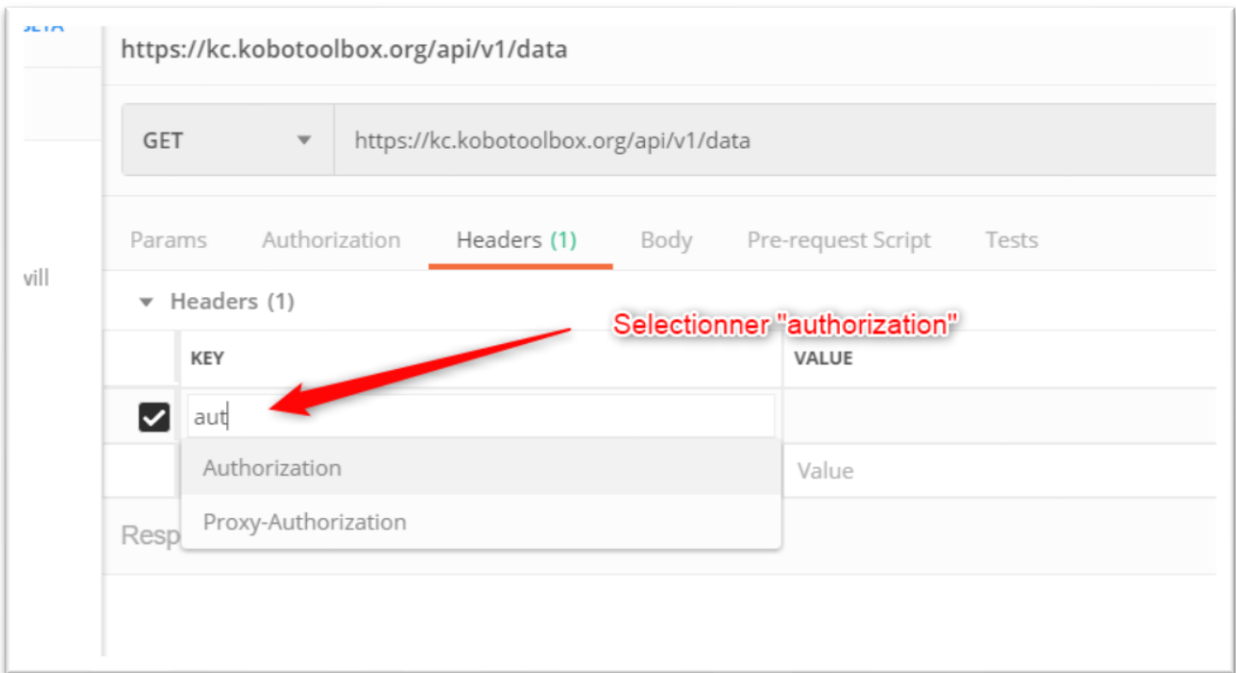 BETA
https://kc.kobotoolbox.org/api/v1/data
GET https://kc.kobotoolbox.org/api/v1/data
Params Authorization Headers (1) Body Pre-request Script Tests
vill
Headers (1)
Selectionner "authorization"
KEY VALUE
aut
Authorization
Value
Proxy-Authorization
Resp